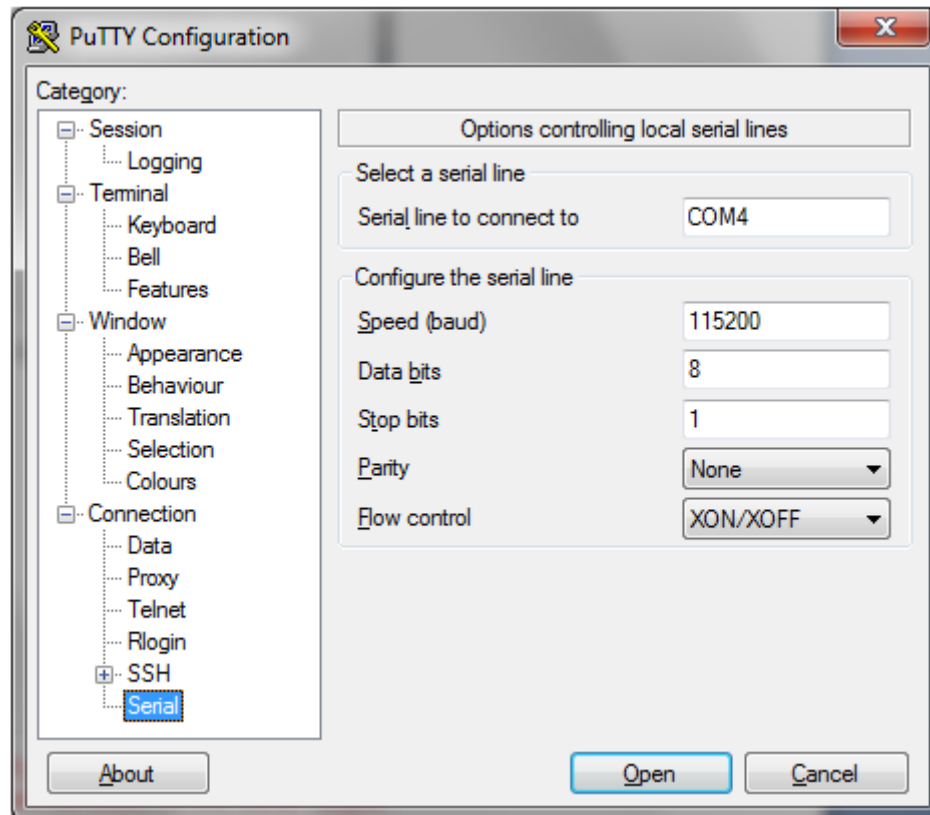 PuTTY Configuration
Category:
Session
Logging
Terminal
Keyboard
Bell
Features
Window
Appearance
Behaviour
Translation
Selection
Colours
Connection
Data
Proxy
Telnet
Rlogin
SSH
Serial
Options controlling local serial lines
Select a serial line
Serial line to connect to COM4
Configure the serial line
Speed (baud) 115200
Data bits 8
Stop bits 1
Parity None
Flow control XON/XOFF
About Open Cancel